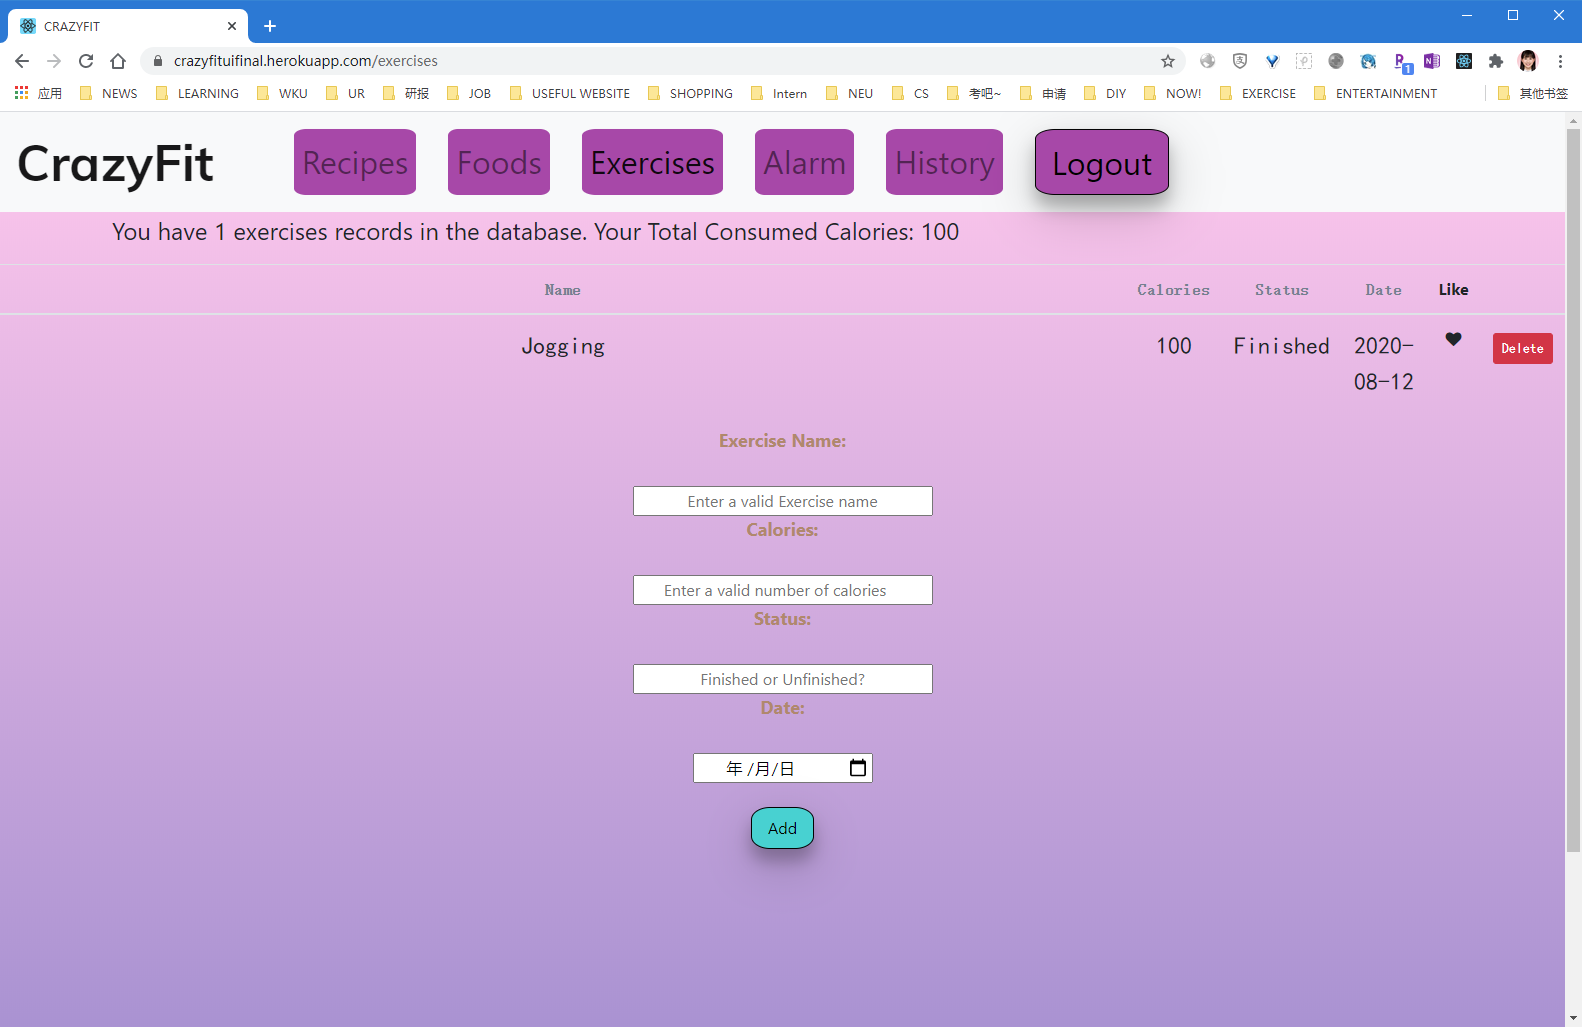 CRAZYFIT
crazyfituifinal.herokuapp.com/exercises
1
应用 NEWS LEARNING WKU UR 研报 JOB USEFUL WEBSITE SHOPPING Intern NEU CS 考吧~ 申请 DIY NOW! EXERCISE ENTERTAINMENT 其他书签
CrazyFit Recipes Foods Exercises Alarm History Logout
You have 1 exercises records in the database. Your Total Consumed Calories: 100
Name Calories Status Date Like
Jogging 100 Finished 2020-08-12 Delete
Exercise Name:
Enter a valid Exercise name
Calories:
Enter a valid number of calories
Status:
Finished or Unfinished?
Date:
年 /月/日
Add